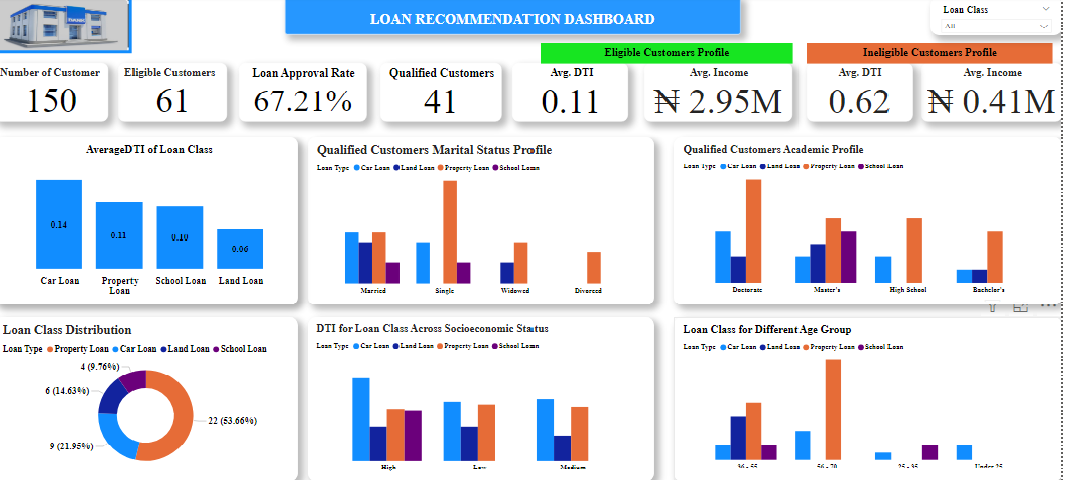 LOAN RECOMMENDATION DASHBOARD
Loan Class
All
Eligible Customers Profile
Ineligible Customers Profile
Number of Customer
150
Eligible Customers
61
Loan Approval Rate
67.21%
Qualified Customers
41
Avg. DTI
0.11
Avg. Income
₦ 2.95M
Avg. DTI
0.62
Avg. Income
₦ 0.41M
AverageDTI of Loan Class
0.14
0.11
0.10
0.06
Car Loan
Property Loan
School Loan
Land Loan
Qualified Customers Marital Status Profile
Loan Type Car Loan Land Loan Property Loan School Loan
Married
Single
Widowed
Divorced
Qualified Customers Academic Profile
Loan Type Car Loan Land Loan Property Loan School Loan
Doctorate
Master's
High School
Bachelor's
Loan Class Distribution
Loan Type Property Loan Car Loan Land Loan School Loan
4 (9.76%)
6 (14.63%)
22 (53.66%)
9 (21.95%)
DTI for Loan Class Across Socioeconomic Status
Loan Type Car Loan Land Loan Property Loan School Loan
High
Low
Medium
Loan Class for Different Age Group
Loan Type Car Loan Land Loan Property Loan School Loan
36 - 55
56 - 70
25 - 35
Under 25